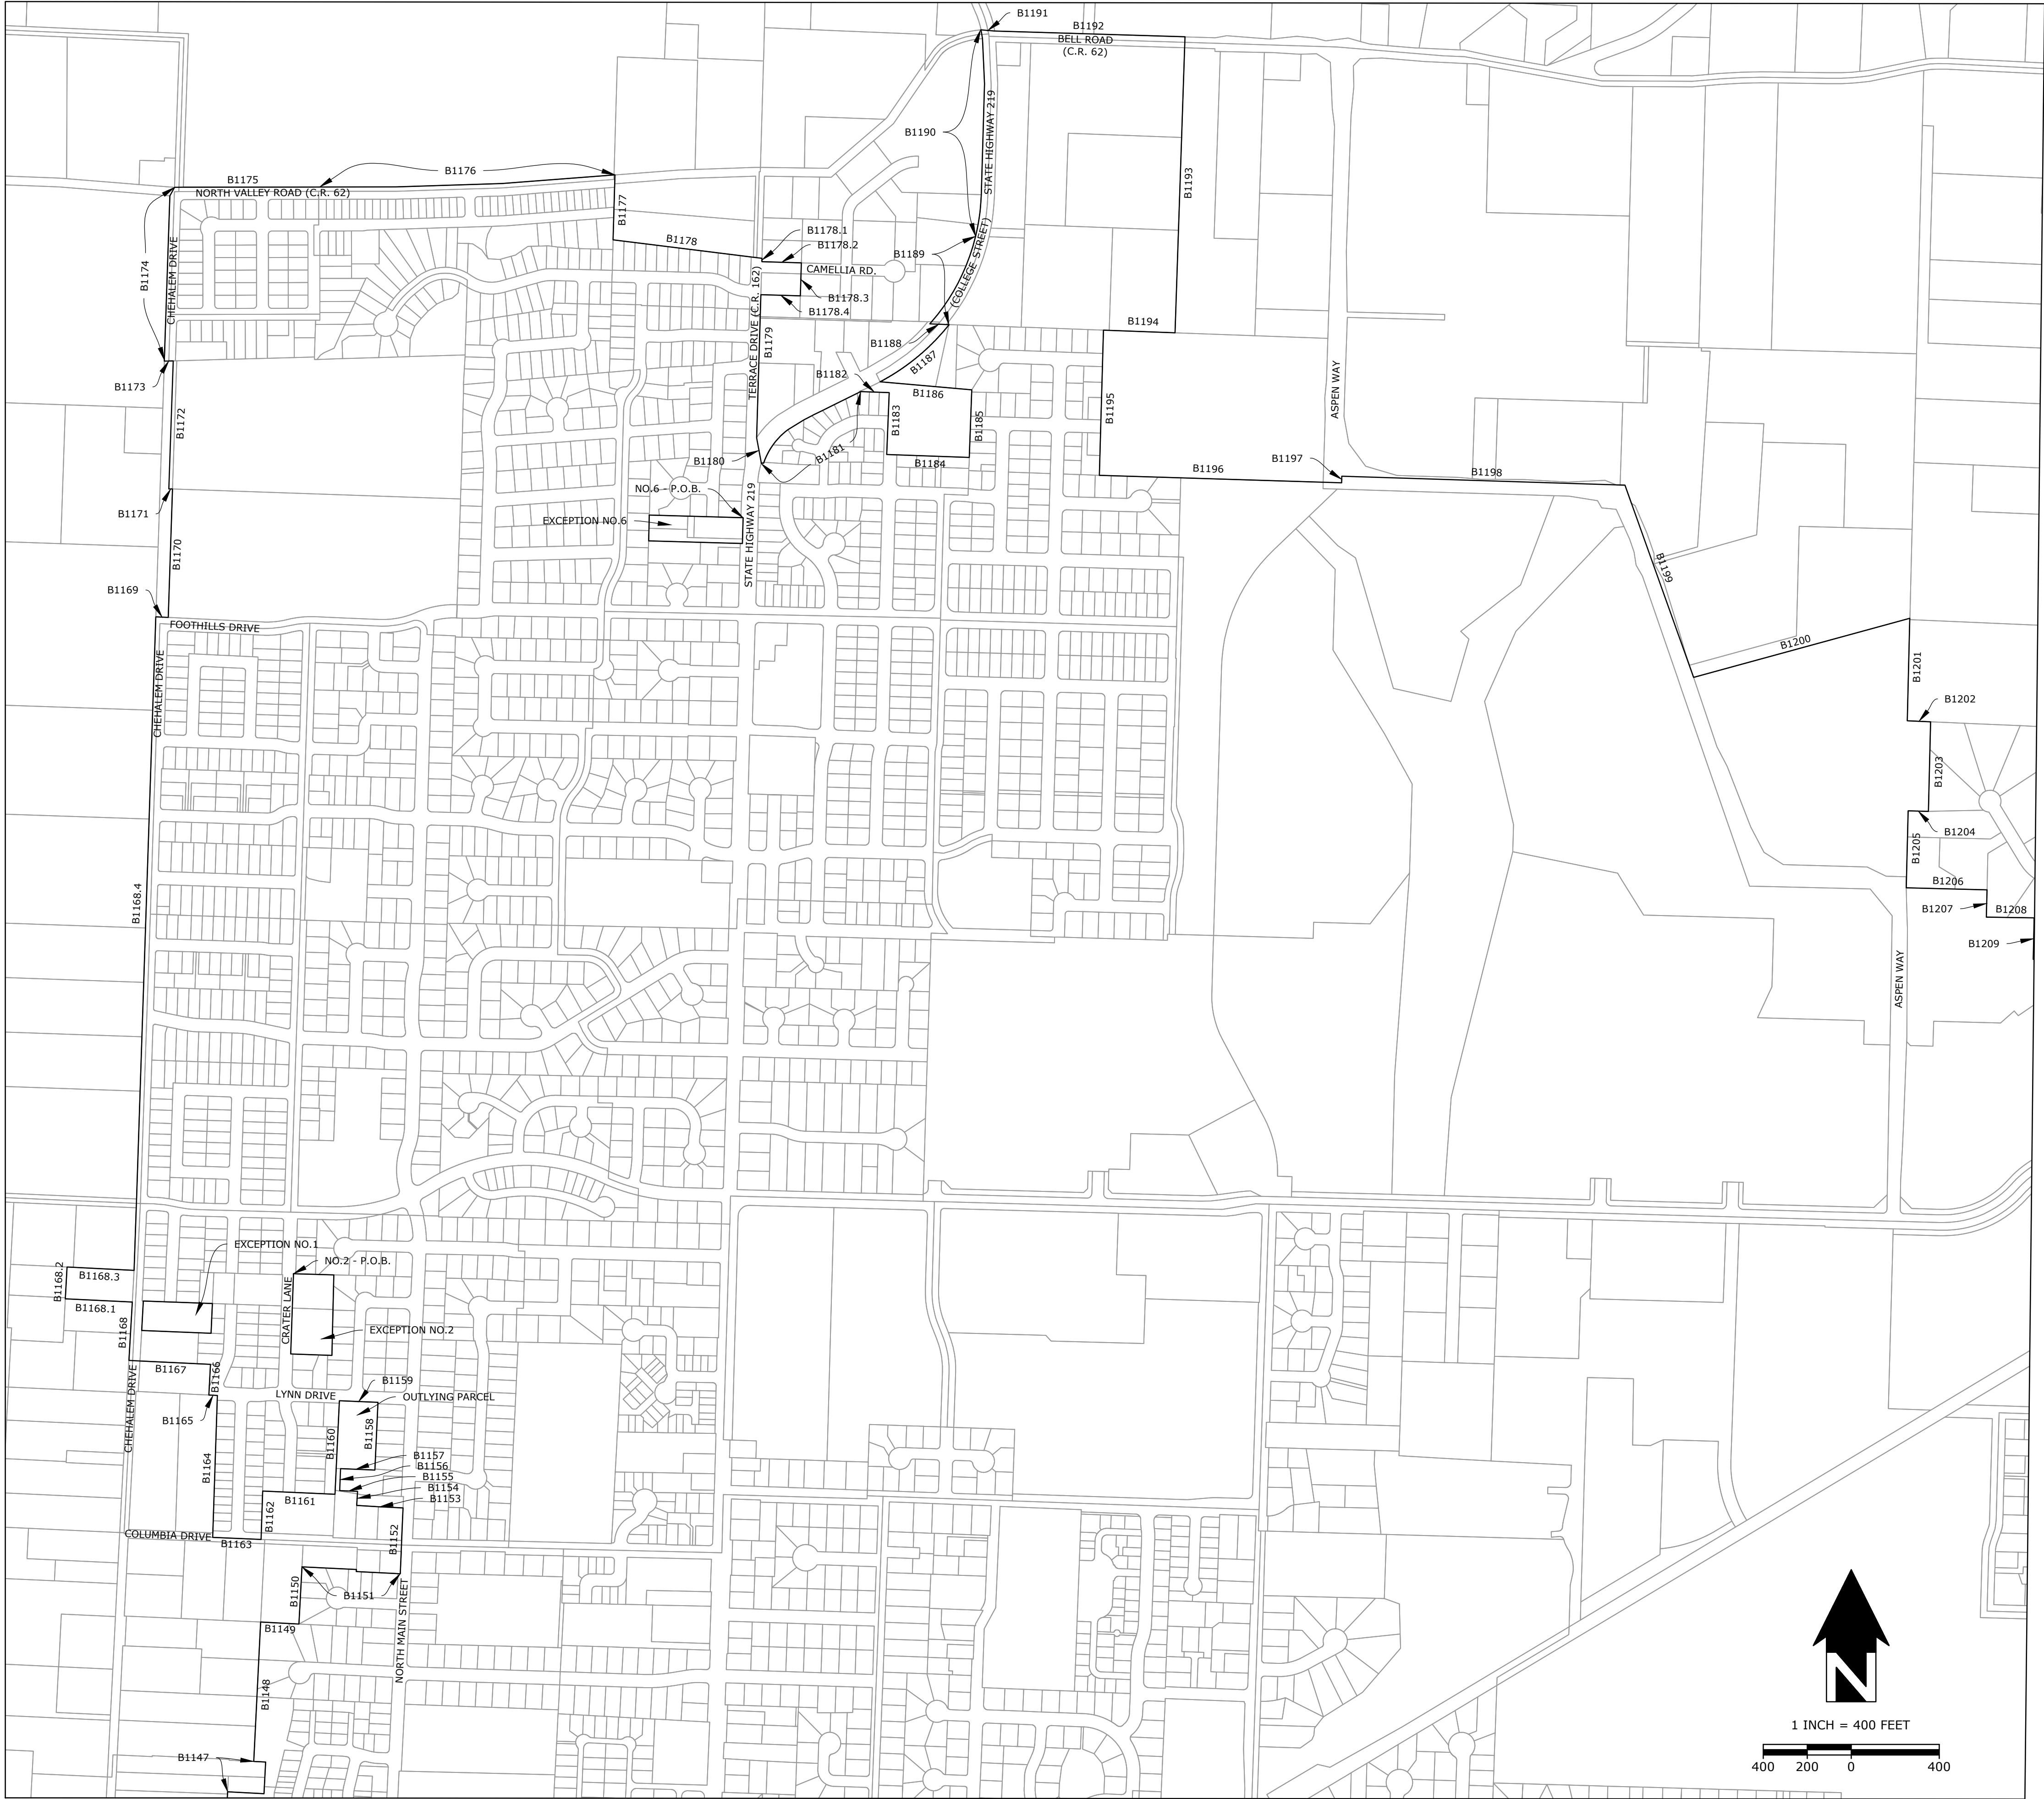 B1191
B1192
BELL ROAD
(C.R. 62)
B1190
STATE HIGHWAY 219
B1193
B1176
B1175
NORTH VALLEY ROAD (C.R. 62)
B1177
B1178
B1178.1
B1178.2
CAMELLIA RD.
B1178.3
B1178.4
B1189
(COLLEGE STREET)
B1174
CHEHALEM DRIVE
TERRACE DRIVE (C.R. 162)
B1179
B1188
B1187
B1194
B1173
B1182
B1186
B1172
B1183
B1185
B1195
ASPEN WAY
B1181
B1180
B1184
B1196
B1197
B1198
NO.6 - P.O.B.
EXCEPTION NO.6
STATE HIGHWAY 219
B1171
B1170
B1199
B1169
FOOTHILLS DRIVE
CHEHALEM DRIVE
B1200
B1201
B1202
B1203
B1204
B1205
B1206
B1207
B1208
B1209
B1168.4
ASPEN WAY
EXCEPTION NO.1
NO.2 - P.O.B.
B1168.2
B1168.3
B1168.1
B1168
CRATER LANE
EXCEPTION NO.2
B1167
B1166
CHEHALEM DRIVE
B1159
LYNN DRIVE
OUTLYING PARCEL
B1165
B1160
B1158
B1164
B1157
B1156
B1155
B1154
B1153
B1161
B1162
B1152
COLUMBIA DRIVE
B1163
B1150
B1151
NORTH MAIN STREET
B1149
B1148
B1147
N
1 INCH = 400 FEET
400 200 0 400